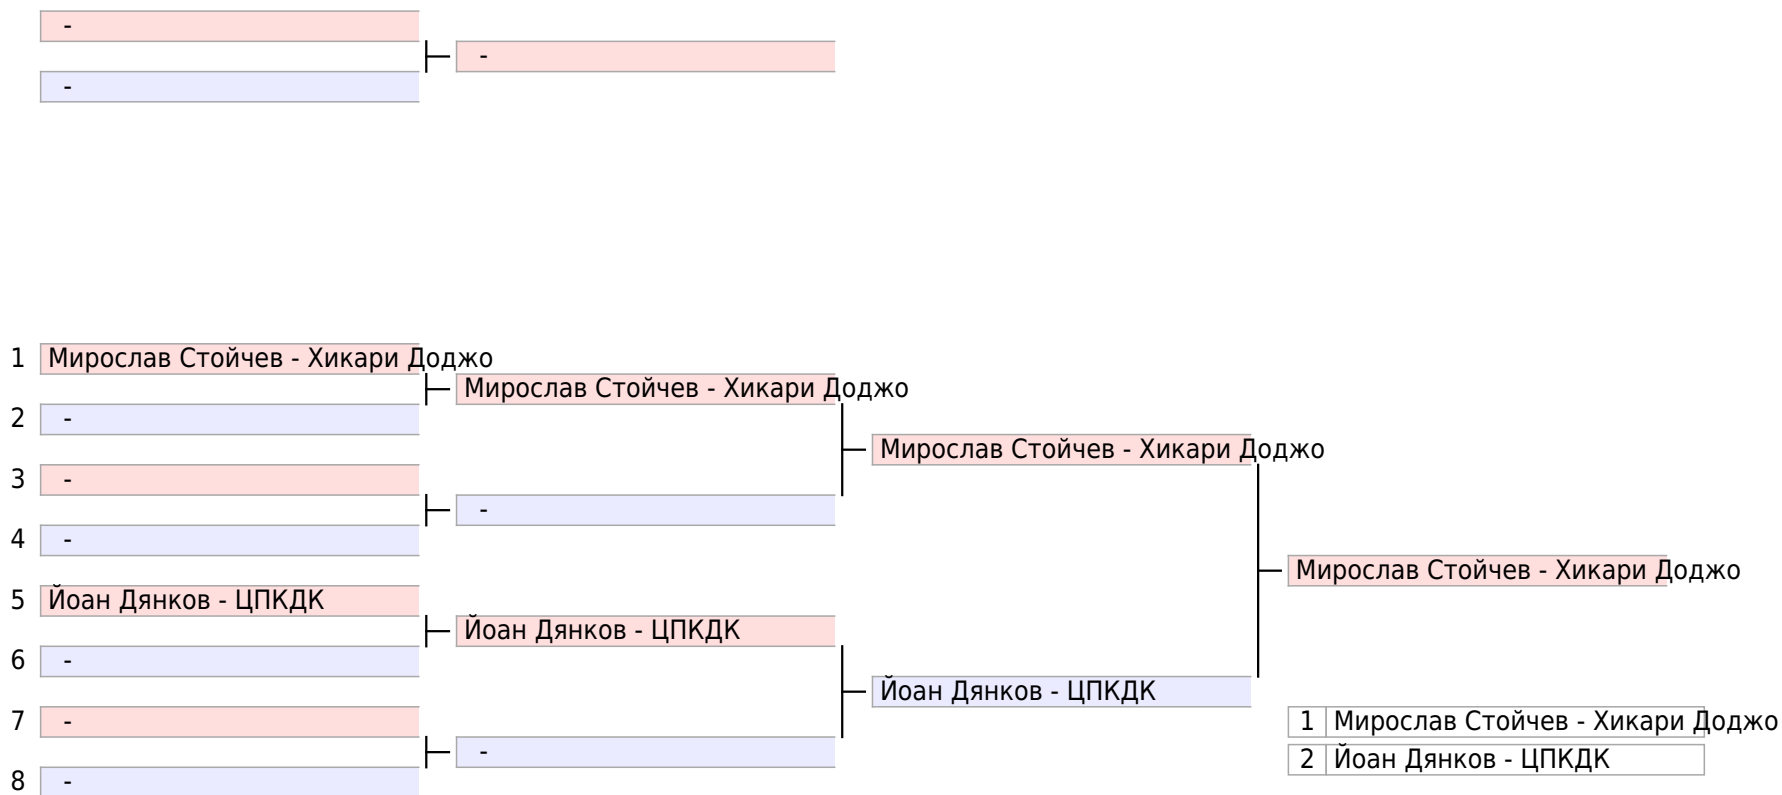 -
-
-
1 Мирослав Стойчев - Хикари Доджо
Мирослав Стойчев - Хикари Доджо
2 -
Мирослав Стойчев - Хикари Доджо
3 -
-
4 -
Мирослав Стойчев - Хикари Доджо
5 Йоан Дянков - ЦПКДК
Йоан Дянков - ЦПКДК
6 -
Йоан Дянков - ЦПКДК
7 -
1 Мирослав Стойчев - Хикари Доджо
-
2 Йоан Дянков - ЦПКДК
8 -